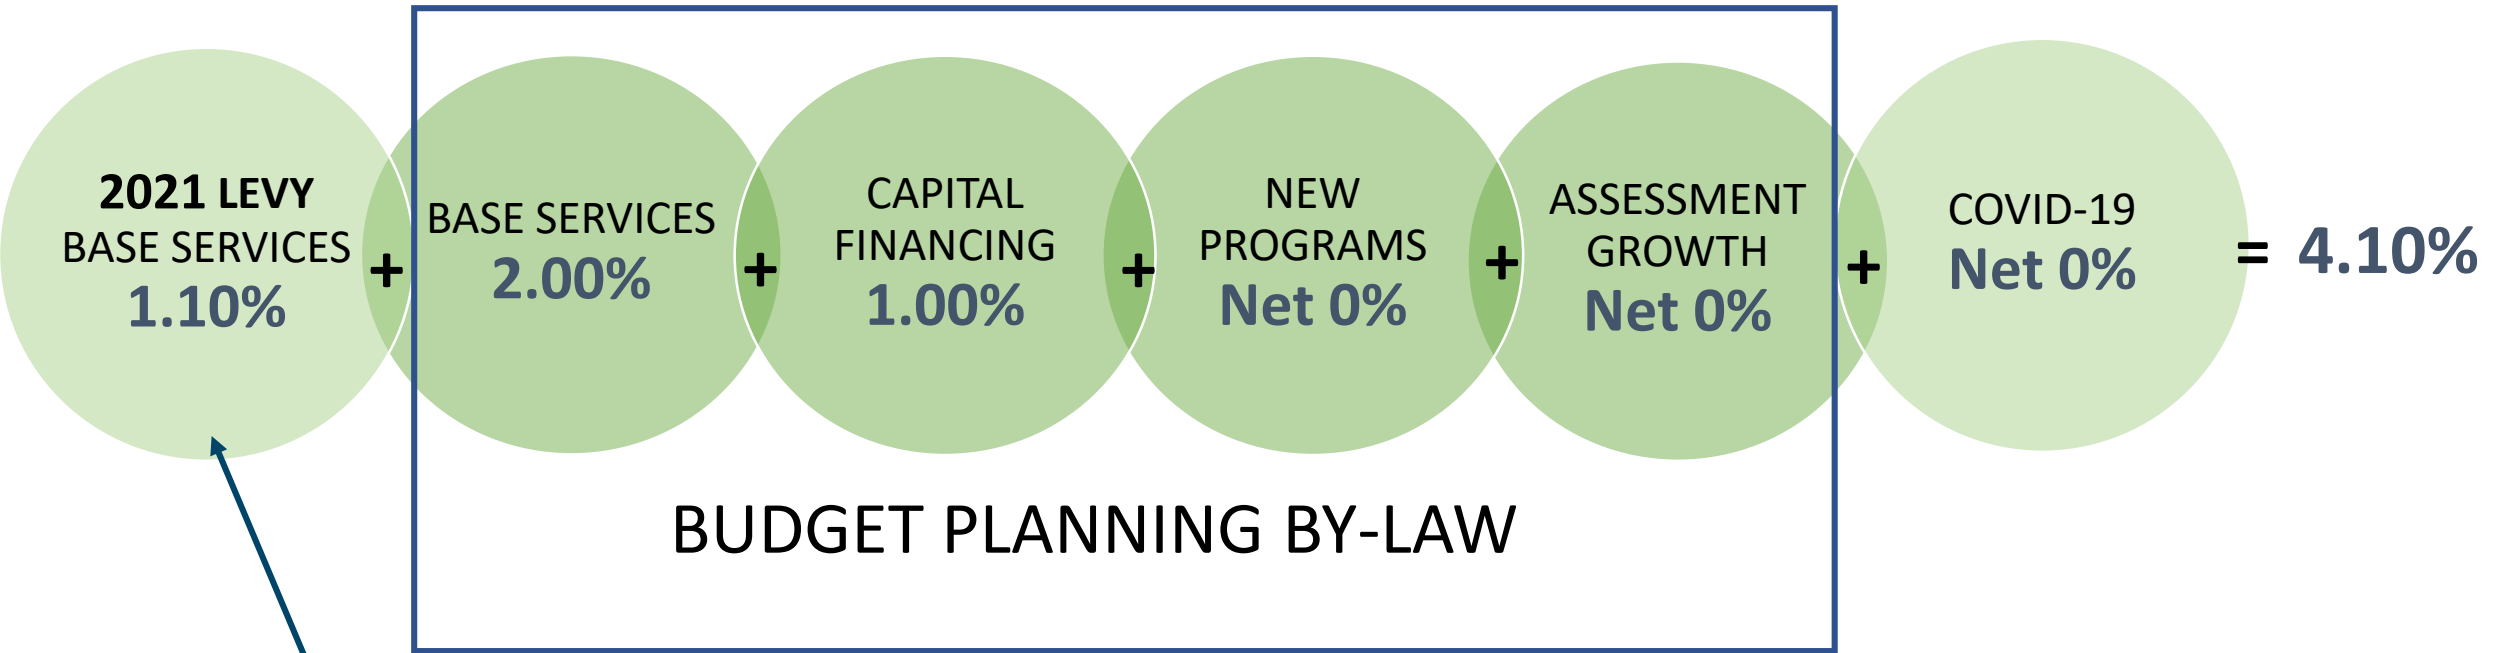 2021 LEVY
BASE SERVICES
1.10%
+
BASE SERVICES
2.00%
+
CAPITAL
FINANCING
1.00%
+
NEW
PROGRAMS
Net 0%
+
ASSESSMENT
GROWTH
Net 0%
+
COVID-19
Net 0%
= 4.10%
BUDGET PLANNING BY-LAW